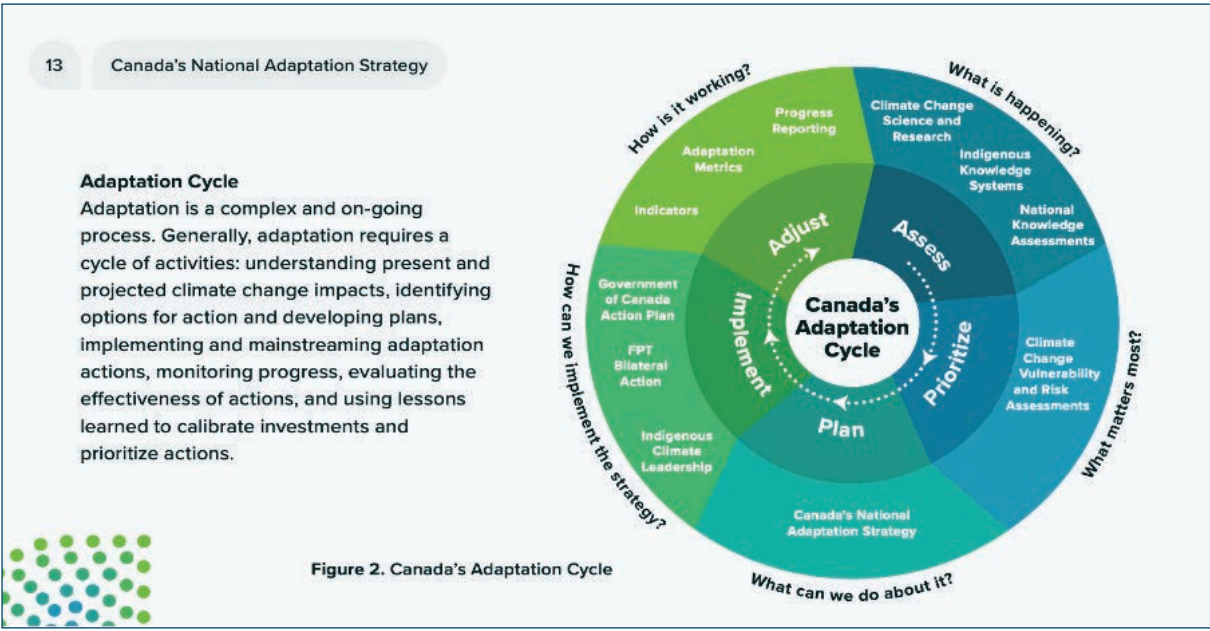 13
Canada's National Adaptation Strategy
Adaptation Cycle
Adaptation is a complex and on-going
process. Generally, adaptation requires a
cycle of activities: understanding present and
projected climate change impacts, identifying
options for action and developing plans,
implementing and mainstreaming adaptation
actions, monitoring progress, evaluating the
effectiveness of actions, and using lessons
learned to calibrate investments and
prioritize actions.
Figure 2. Canada's Adaptation Cycle
Canada's
Adaptation
Cycle
What is happening?
Assess
Climate Change
Science and
Research
Indigenous
Knowledge
Systems
National
Knowledge
Assessments
What matters most?
Prioritize
Climate
Change
Vulnerability
and Risk
Assessments
What can we do about it?
Plan
Canada's National
Adaptation Strategy
How can we implement the strategy?
Implement
Government
of Canada
Action Plan
FPT
Bilateral
Action
Indigenous
Climate
Leadership
How is it working?
Adjust
Progress
Reporting
Adaptation
Metrics
Indicators